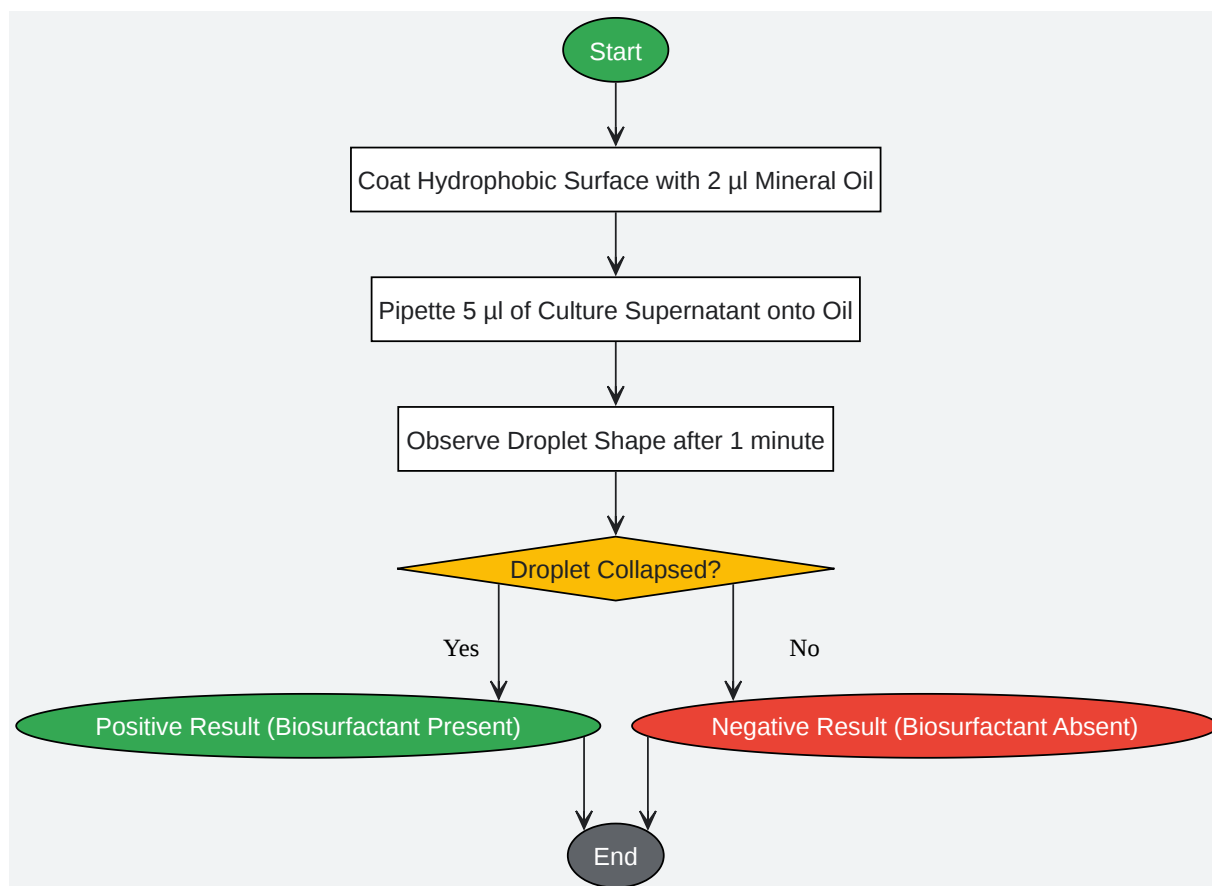 Start
Coat Hydrophobic Surface with 2 µl Mineral Oil
Pipette 5 µl of Culture Supernatant onto Oil
Observe Droplet Shape after 1 minute
Droplet Collapsed?
Yes
No
Positive Result (Biosurfactant Present)
Negative Result (Biosurfactant Absent)
End